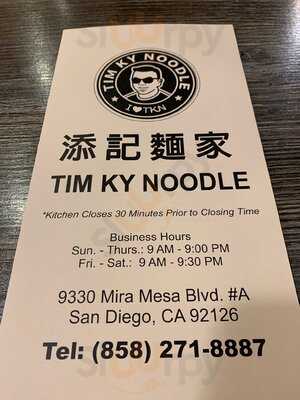 TIM KY NOODLE
I ♥ TKN
添記麵家
TIM KY NOODLE
*Kitchen Closes 30 Minutes Prior to Closing Time
Business Hours
Sun. - Thurs.: 9 AM - 9:00 PM
Fri. - Sat.: 9 AM - 9:30 PM
9330 Mira Mesa Blvd. #A
San Diego, CA 92126
Tel: (858) 271-8887